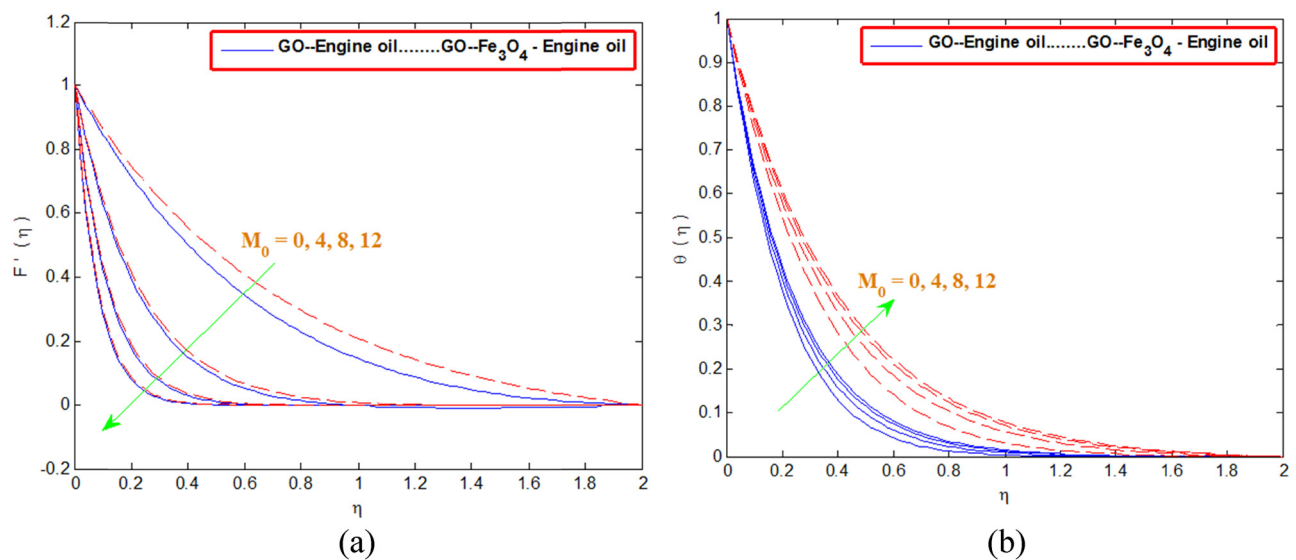 1.2
1
0.8
0.6
0.4
0.2
0
-0.2
F ' ( η )
GO--Engine oil........GO--Fe3O4 - Engine oil
M0 = 0, 4, 8, 12
0 0.2 0.4 0.6 0.8 1 1.2 1.4 1.6 1.8 2
η
(a)
1
0.9
0.8
0.7
0.6
0.5
0.4
0.3
0.2
0.1
0
θ ( η )
GO--Engine oil........GO--Fe3O4 - Engine oil
M0 = 0, 4, 8, 12
0 0.2 0.4 0.6 0.8 1 1.2 1.4 1.6 1.8 2
η
(b)